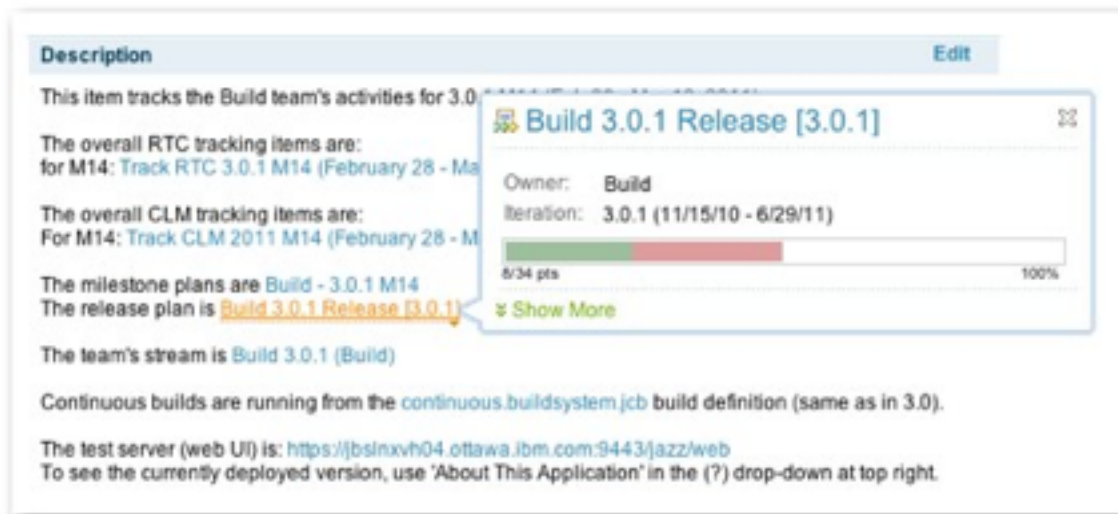 Description
Edit
This item tracks the Build team's activities for 3.0.
The overall RTC tracking items are:
for M14: Track RTC 3.0.1 M14 (February 28 - Ma
The overall CLM tracking items are:
For M14: Track CLM 2011 M14 (February 28 - M
The milestone plans are Build - 3.0.1 M14
The release plan is Build 3.0.1 Release [3.0.1]
Build 3.0.1 Release [3.0.1]
Owner: Build
Iteration: 3.0.1 (11/15/10 - 6/29/11)
8/34 pts
100%
Show More
The team's stream is Build 3.0.1 (Build)
Continuous builds are running from the continuous.buildsystem.jcb build definition (same as in 3.0).
The test server (web UI) is: https://jbslnxvh04.ottawa.ibm.com:9443/jazz/web
To see the currently deployed version, use 'About This Application' in the (?) drop-down at top right.